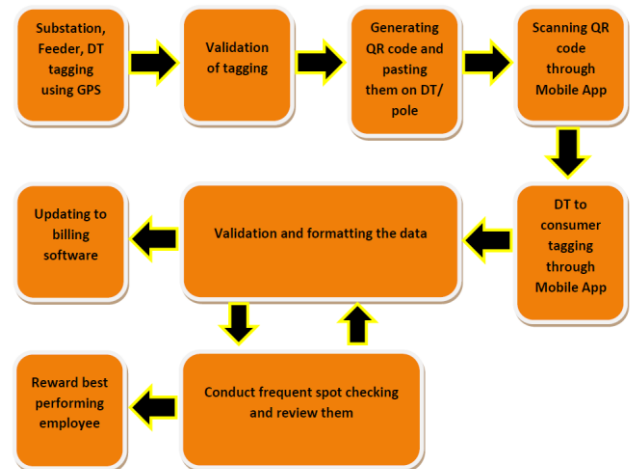 Substation,
Feeder, DT
tagging
using GPS
Validation
of tagging
Generating
QR code and
pasting
them on DT/
pole
Scanning QR
code
through
Mobile App
DT to
consumer
tagging
through
Mobile App
Validation and formatting the data
Updating to
billing
software
Conduct frequent spot checking
and review them
Reward best
performing
employee